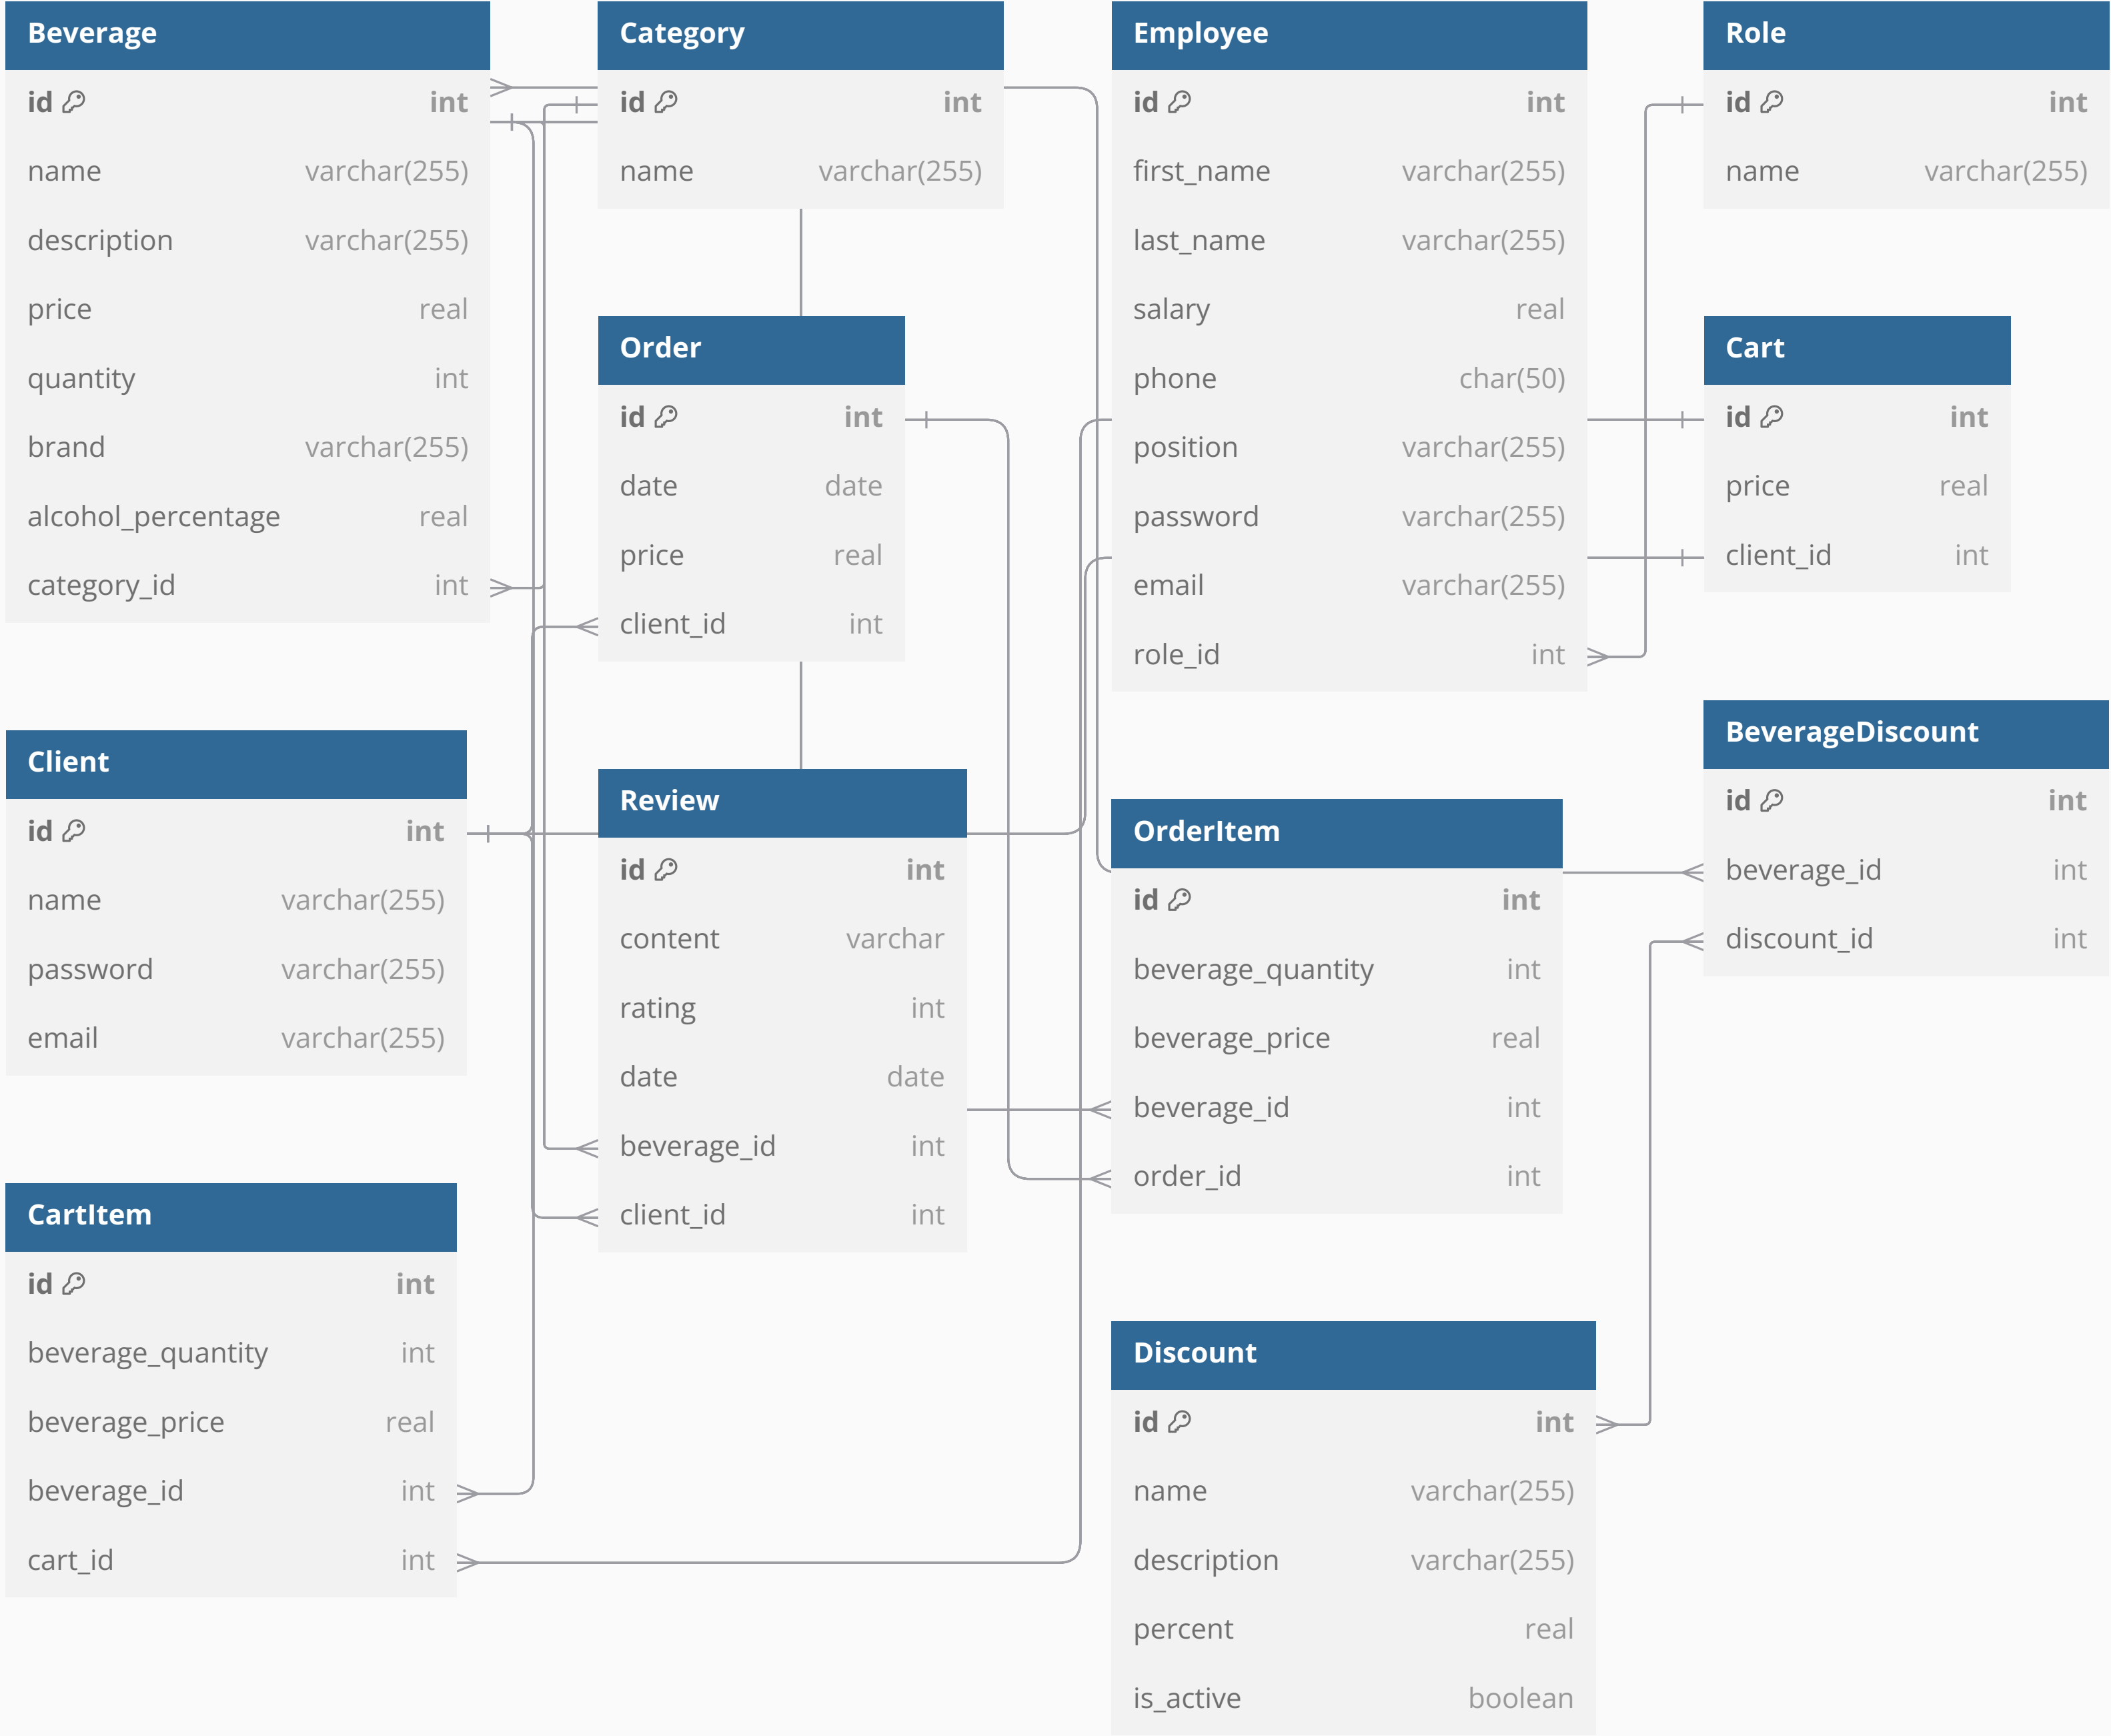 Beverage
id int
name varchar(255)
description varchar(255)
price real
quantity int
brand varchar(255)
alcohol_percentage real
category_id int
Category
id int
name varchar(255)
Employee
id int
first_name varchar(255)
last_name varchar(255)
salary real
phone char(50)
position varchar(255)
password varchar(255)
email varchar(255)
role_id int
Role
id int
name varchar(255)
Order
id int
date date
price real
client_id int
Cart
id int
price real
client_id int
Client
id int
name varchar(255)
password varchar(255)
email varchar(255)
Review
id int
content varchar
rating int
date date
beverage_id int
client_id int
OrderItem
id int
beverage_quantity int
beverage_price real
beverage_id int
order_id int
BeverageDiscount
id int
beverage_id int
discount_id int
CartItem
id int
beverage_quantity int
beverage_price real
beverage_id int
cart_id int
Discount
id int
name varchar(255)
description varchar(255)
percent real
is_active boolean